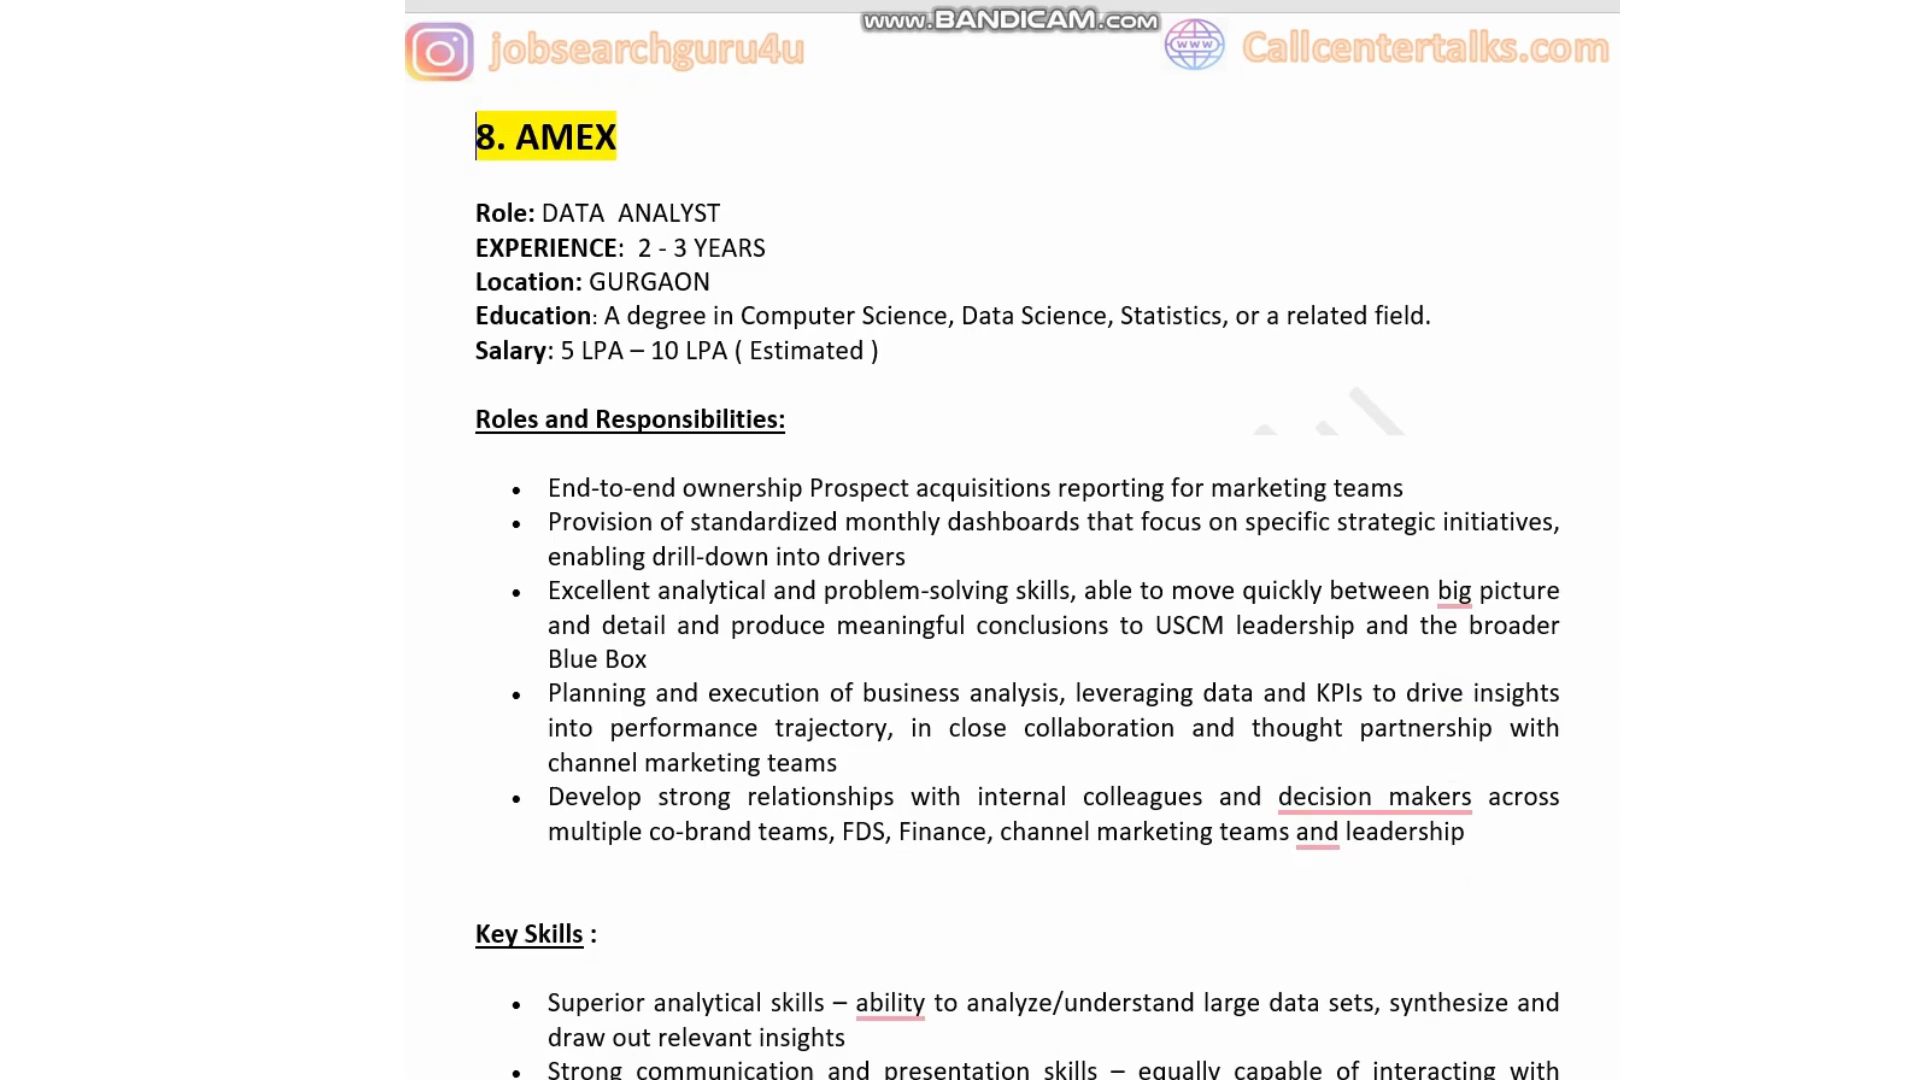 www.BANDICAM.com
jobsearchguru4u
www
Callcentertalks.com
8. AMEX
Role: DATA  ANALYST
EXPERIENCE:  2 - 3 YEARS
Location: GURGAON
Education: A degree in Computer Science, Data Science, Statistics, or a related field.
Salary: 5 LPA – 10 LPA ( Estimated )
Roles and Responsibilities:
• End-to-end ownership Prospect acquisitions reporting for marketing teams
• Provision of standardized monthly dashboards that focus on specific strategic initiatives,
enabling drill-down into drivers
• Excellent analytical and problem-solving skills, able to move quickly between big picture
and detail and produce meaningful conclusions to USCM leadership and the broader
Blue Box
• Planning and execution of business analysis, leveraging data and KPIs to drive insights
into performance trajectory, in close collaboration and thought partnership with
channel marketing teams
• Develop strong relationships with internal colleagues and decision makers across
multiple co-brand teams, FDS, Finance, channel marketing teams and leadership
Key Skills :
• Superior analytical skills – ability to analyze/understand large data sets, synthesize and
draw out relevant insights
• Strong communication and presentation skills – equally capable of interacting with